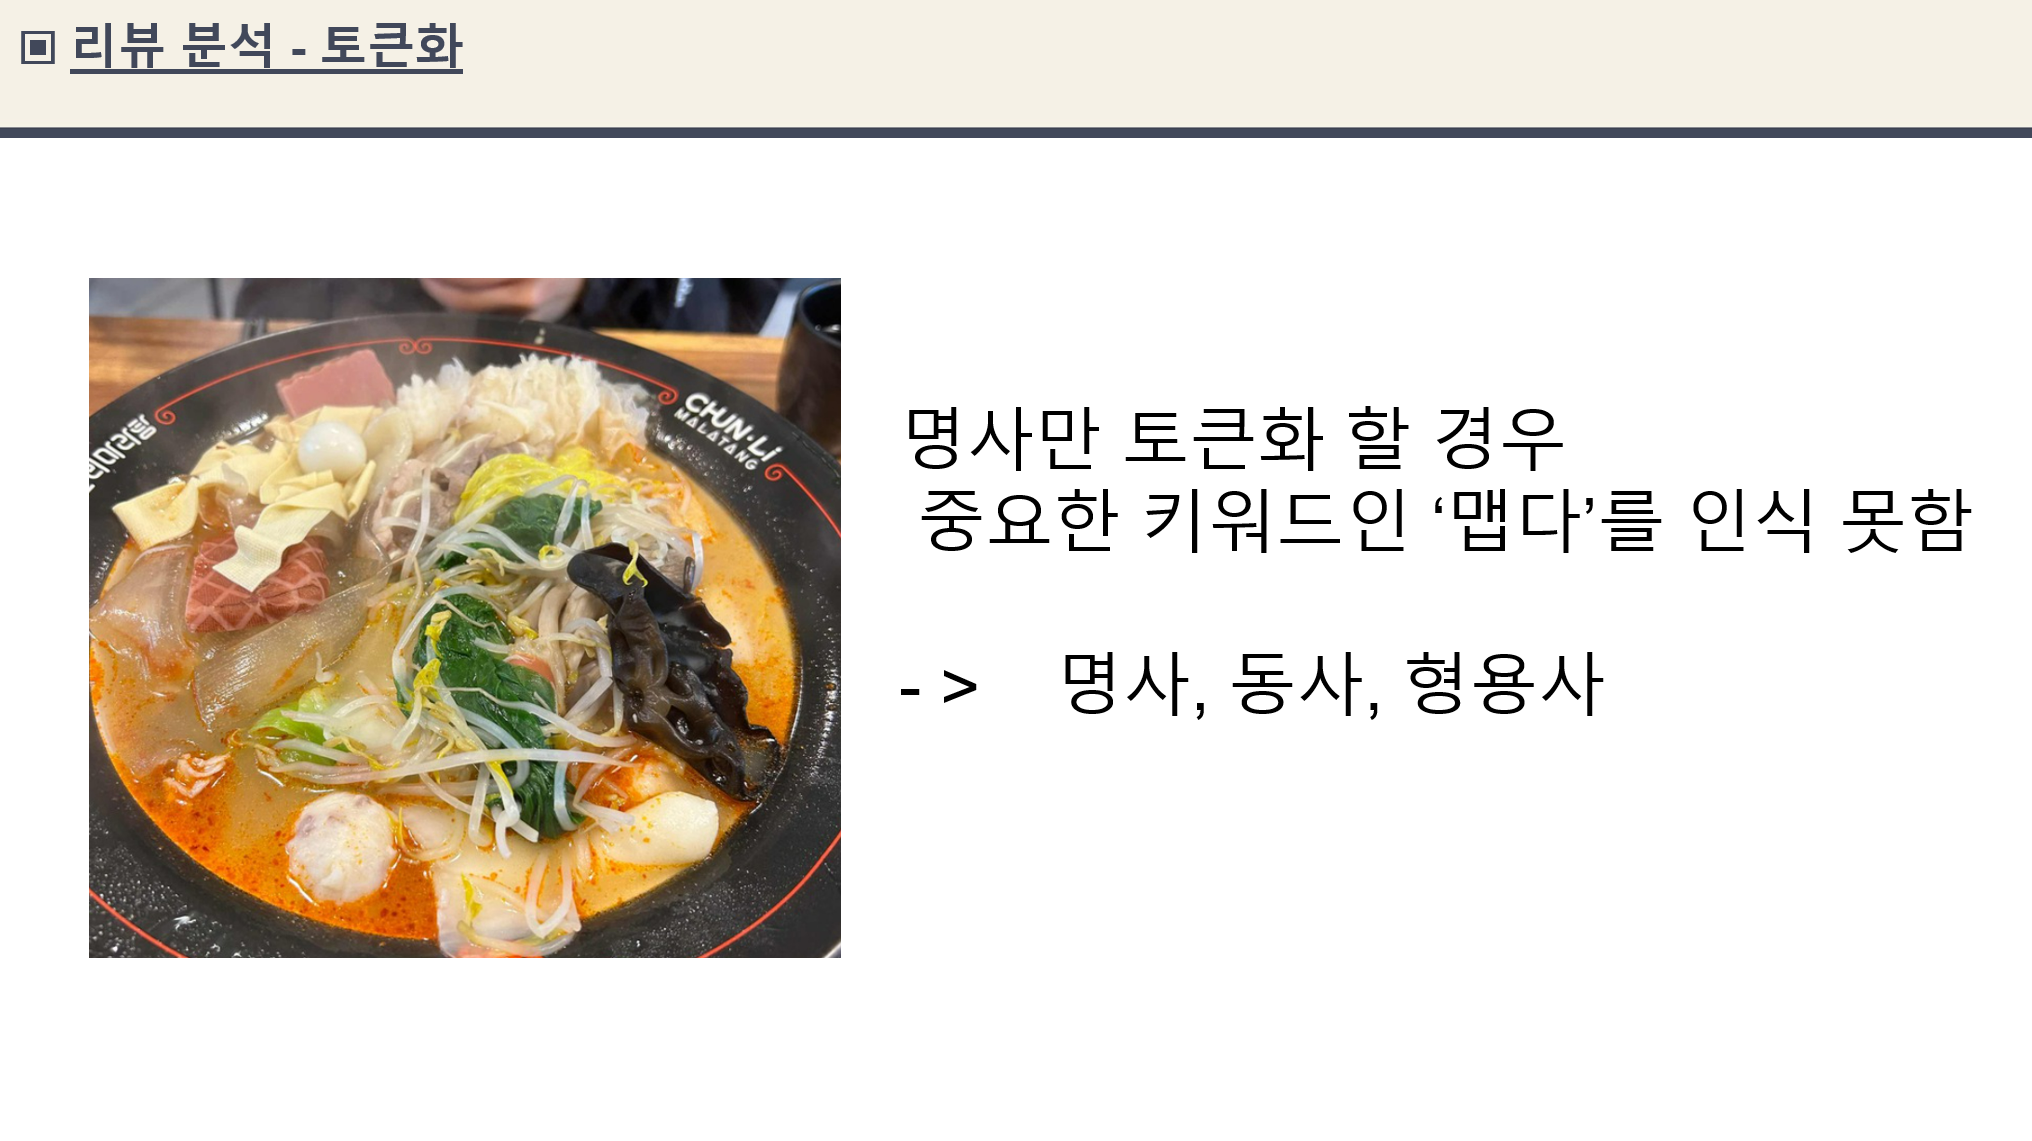 ▣ 리뷰 분석 - 토큰화
CHUN·Li
MALATANG
리마라탕
명사만 토큰화 할 경우
중요한 키워드인 ‘맵다’를 인식 못함
- > 명사, 동사, 형용사